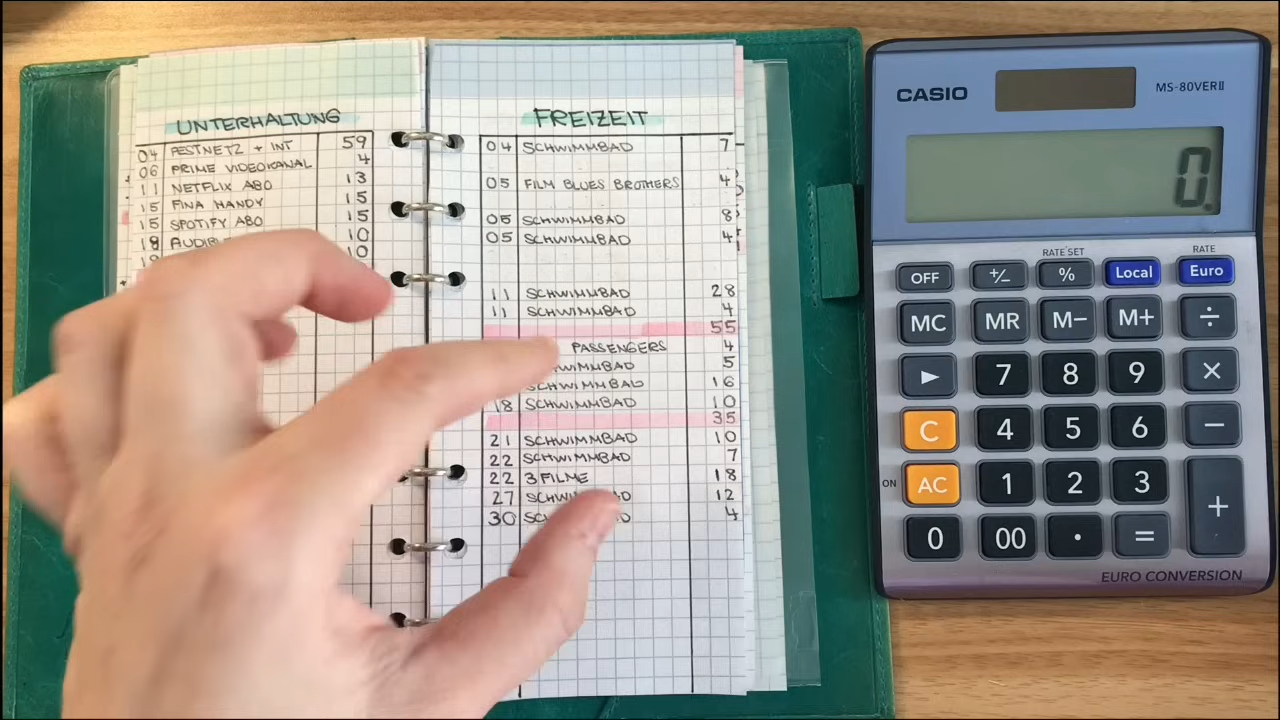 UNTERHALTUNG
04 FESTNETZ + INT 59
06 PRIME VIDEOKANAL 4
11 NETFLIX ABO 13
15 FINA HANDY 15
15 SPOTIFY ABO 15
18 10
10
FREIZEIT
04 SCHWIMMBAD 7
05 FILM BLUES BROTHERS 4
05 SCHWIMMBAD 8
05 SCHWIMMBAD 4
11 SCHWIMMBAD 28
11 SCHWIMMBAD 4
55
PASSENGERS 4
SCHWIMMBAD 5
SCHWIMMBAD 16
18 SCHWIMMBAD 10
35
21 SCHWIMMBAD 10
22 SCHWIMMBAD 7
22 3 FILME 18
27 12
30 4
CASIO MS-80VERII
0.
RATE SET RATE
OFF +/− % Local Euro
MC MR M− M+ ÷
► 7 8 9 ×
C 4 5 6 −
ON AC 1 2 3 +
0 00 • =
EURO CONVERSION